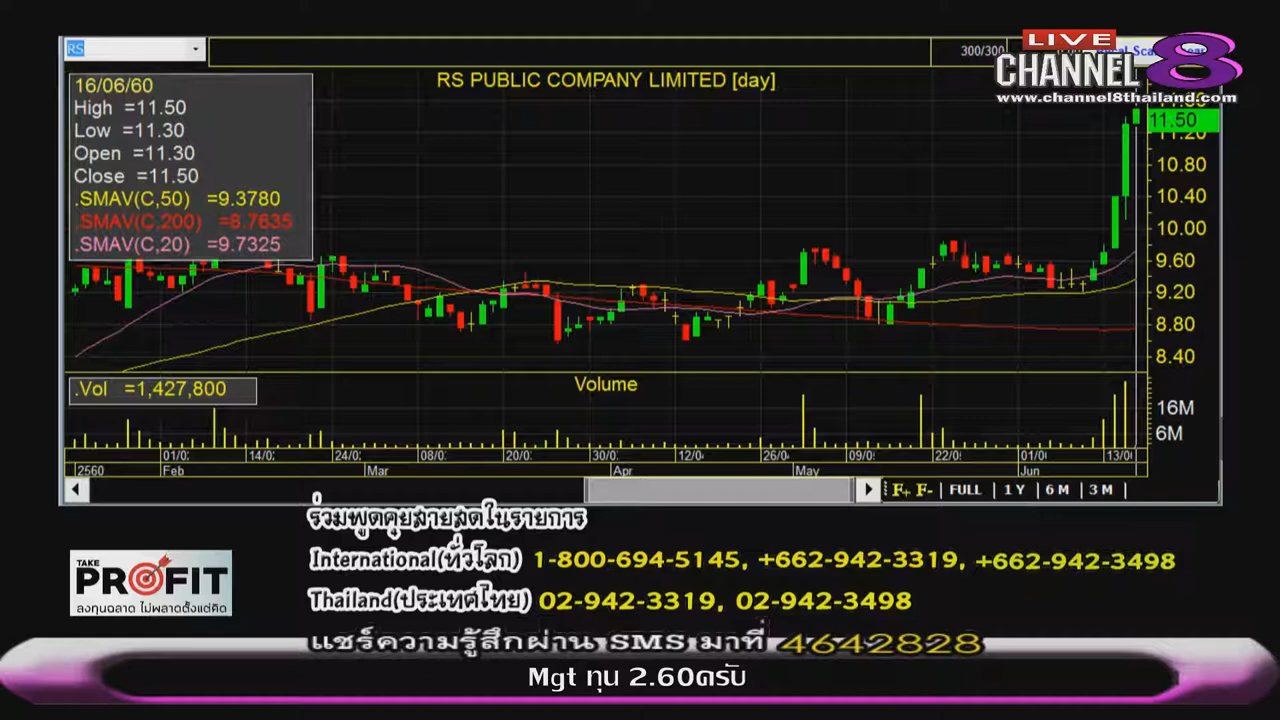 RS
300/300
LIVE
CHANNEL 8
www.channel8thailand.com
RS PUBLIC COMPANY LIMITED [day]
16/06/60
High =11.50
Low =11.30
Open =11.30
Close =11.50
.SMAV(C,50) =9.3780
.SMAV(C,200) =8.7635
.SMAV(C,20) =9.7325
11.50
11.20
10.80
10.40
10.00
9.60
9.20
8.80
8.40
.Vol =1,427,800
Volume
16M
6M
01/0 14/0 24/0 08/0 20/0 30/0 12/0 26/0 09/0 22/0 01/0 13/0
2560 Feb Mar Apr May Jun
F+ F- FULL 1 Y 6 M 3 M
ร่วมพูดคุยสายสดในรายการ
International(ทั่วโลก) 1-800-694-5145, +662-942-3319, +662-942-3498
Thailand(ประเทศไทย) 02-942-3319, 02-942-3498
แชร์ความรู้สึกผ่าน SMS มาที่ 4642828
TAKE
PROFIT
ลงทุนฉลาด ไม่พลาดตั้งแต่คิด
Mgt ทุน 2.60ครับ